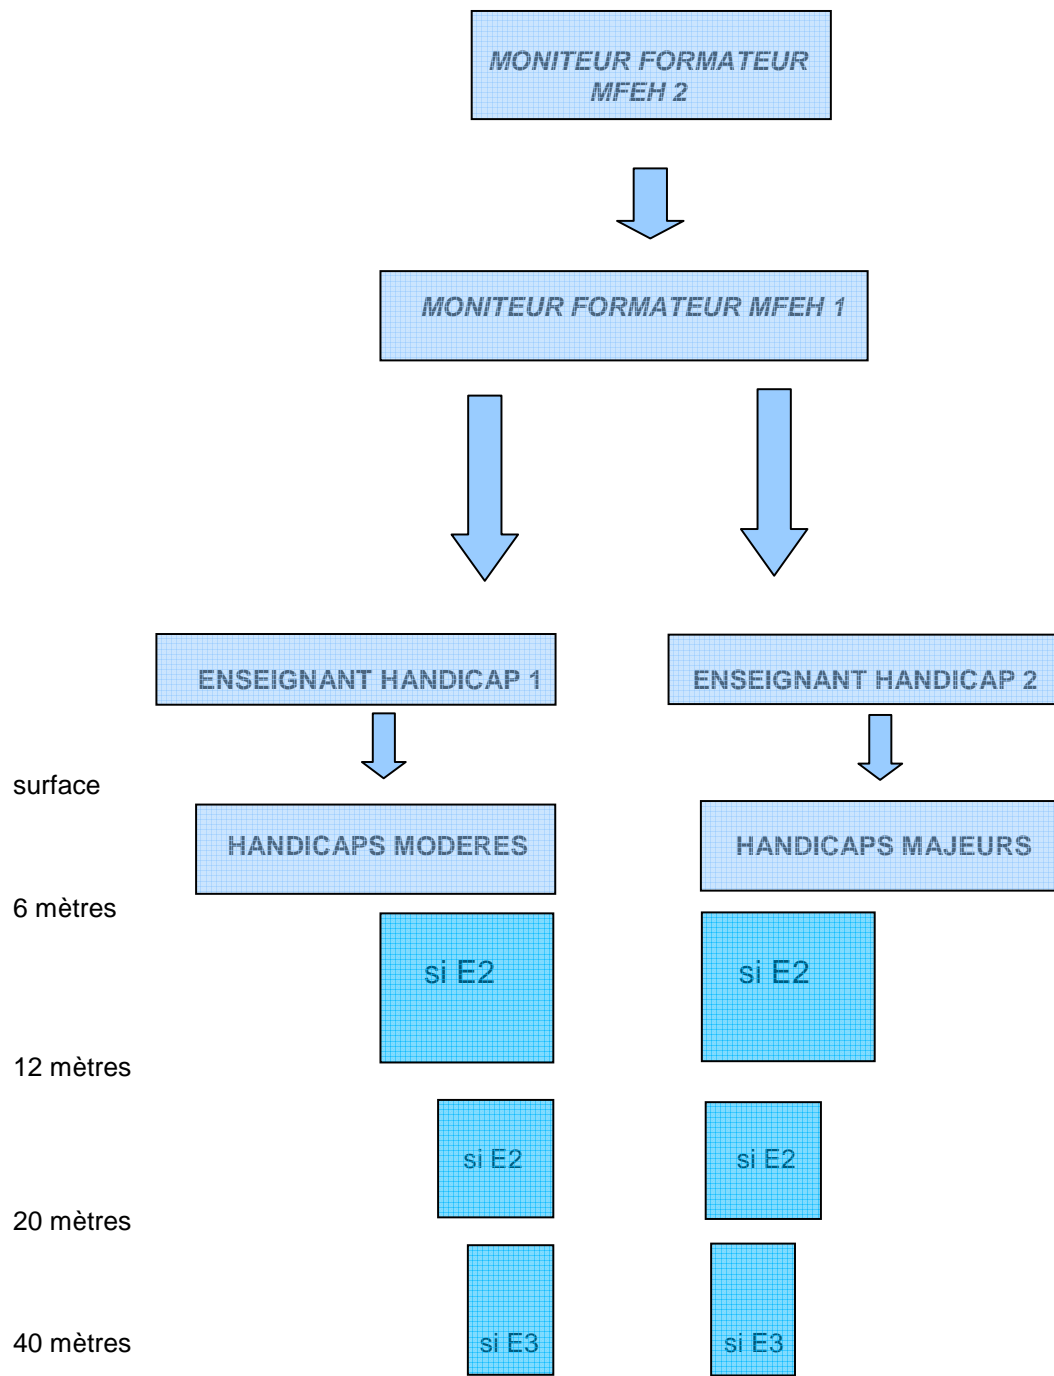 MONITEUR FORMATEUR
MFEH 2
MONITEUR FORMATEUR MFEH 1
ENSEIGNANT HANDICAP 1
ENSEIGNANT HANDICAP 2
surface
HANDICAPS MODERES
HANDICAPS MAJEURS
6 mètres
si E2
si E2
12 mètres
si E2
si E2
20 mètres
si E3
si E3
40 mètres